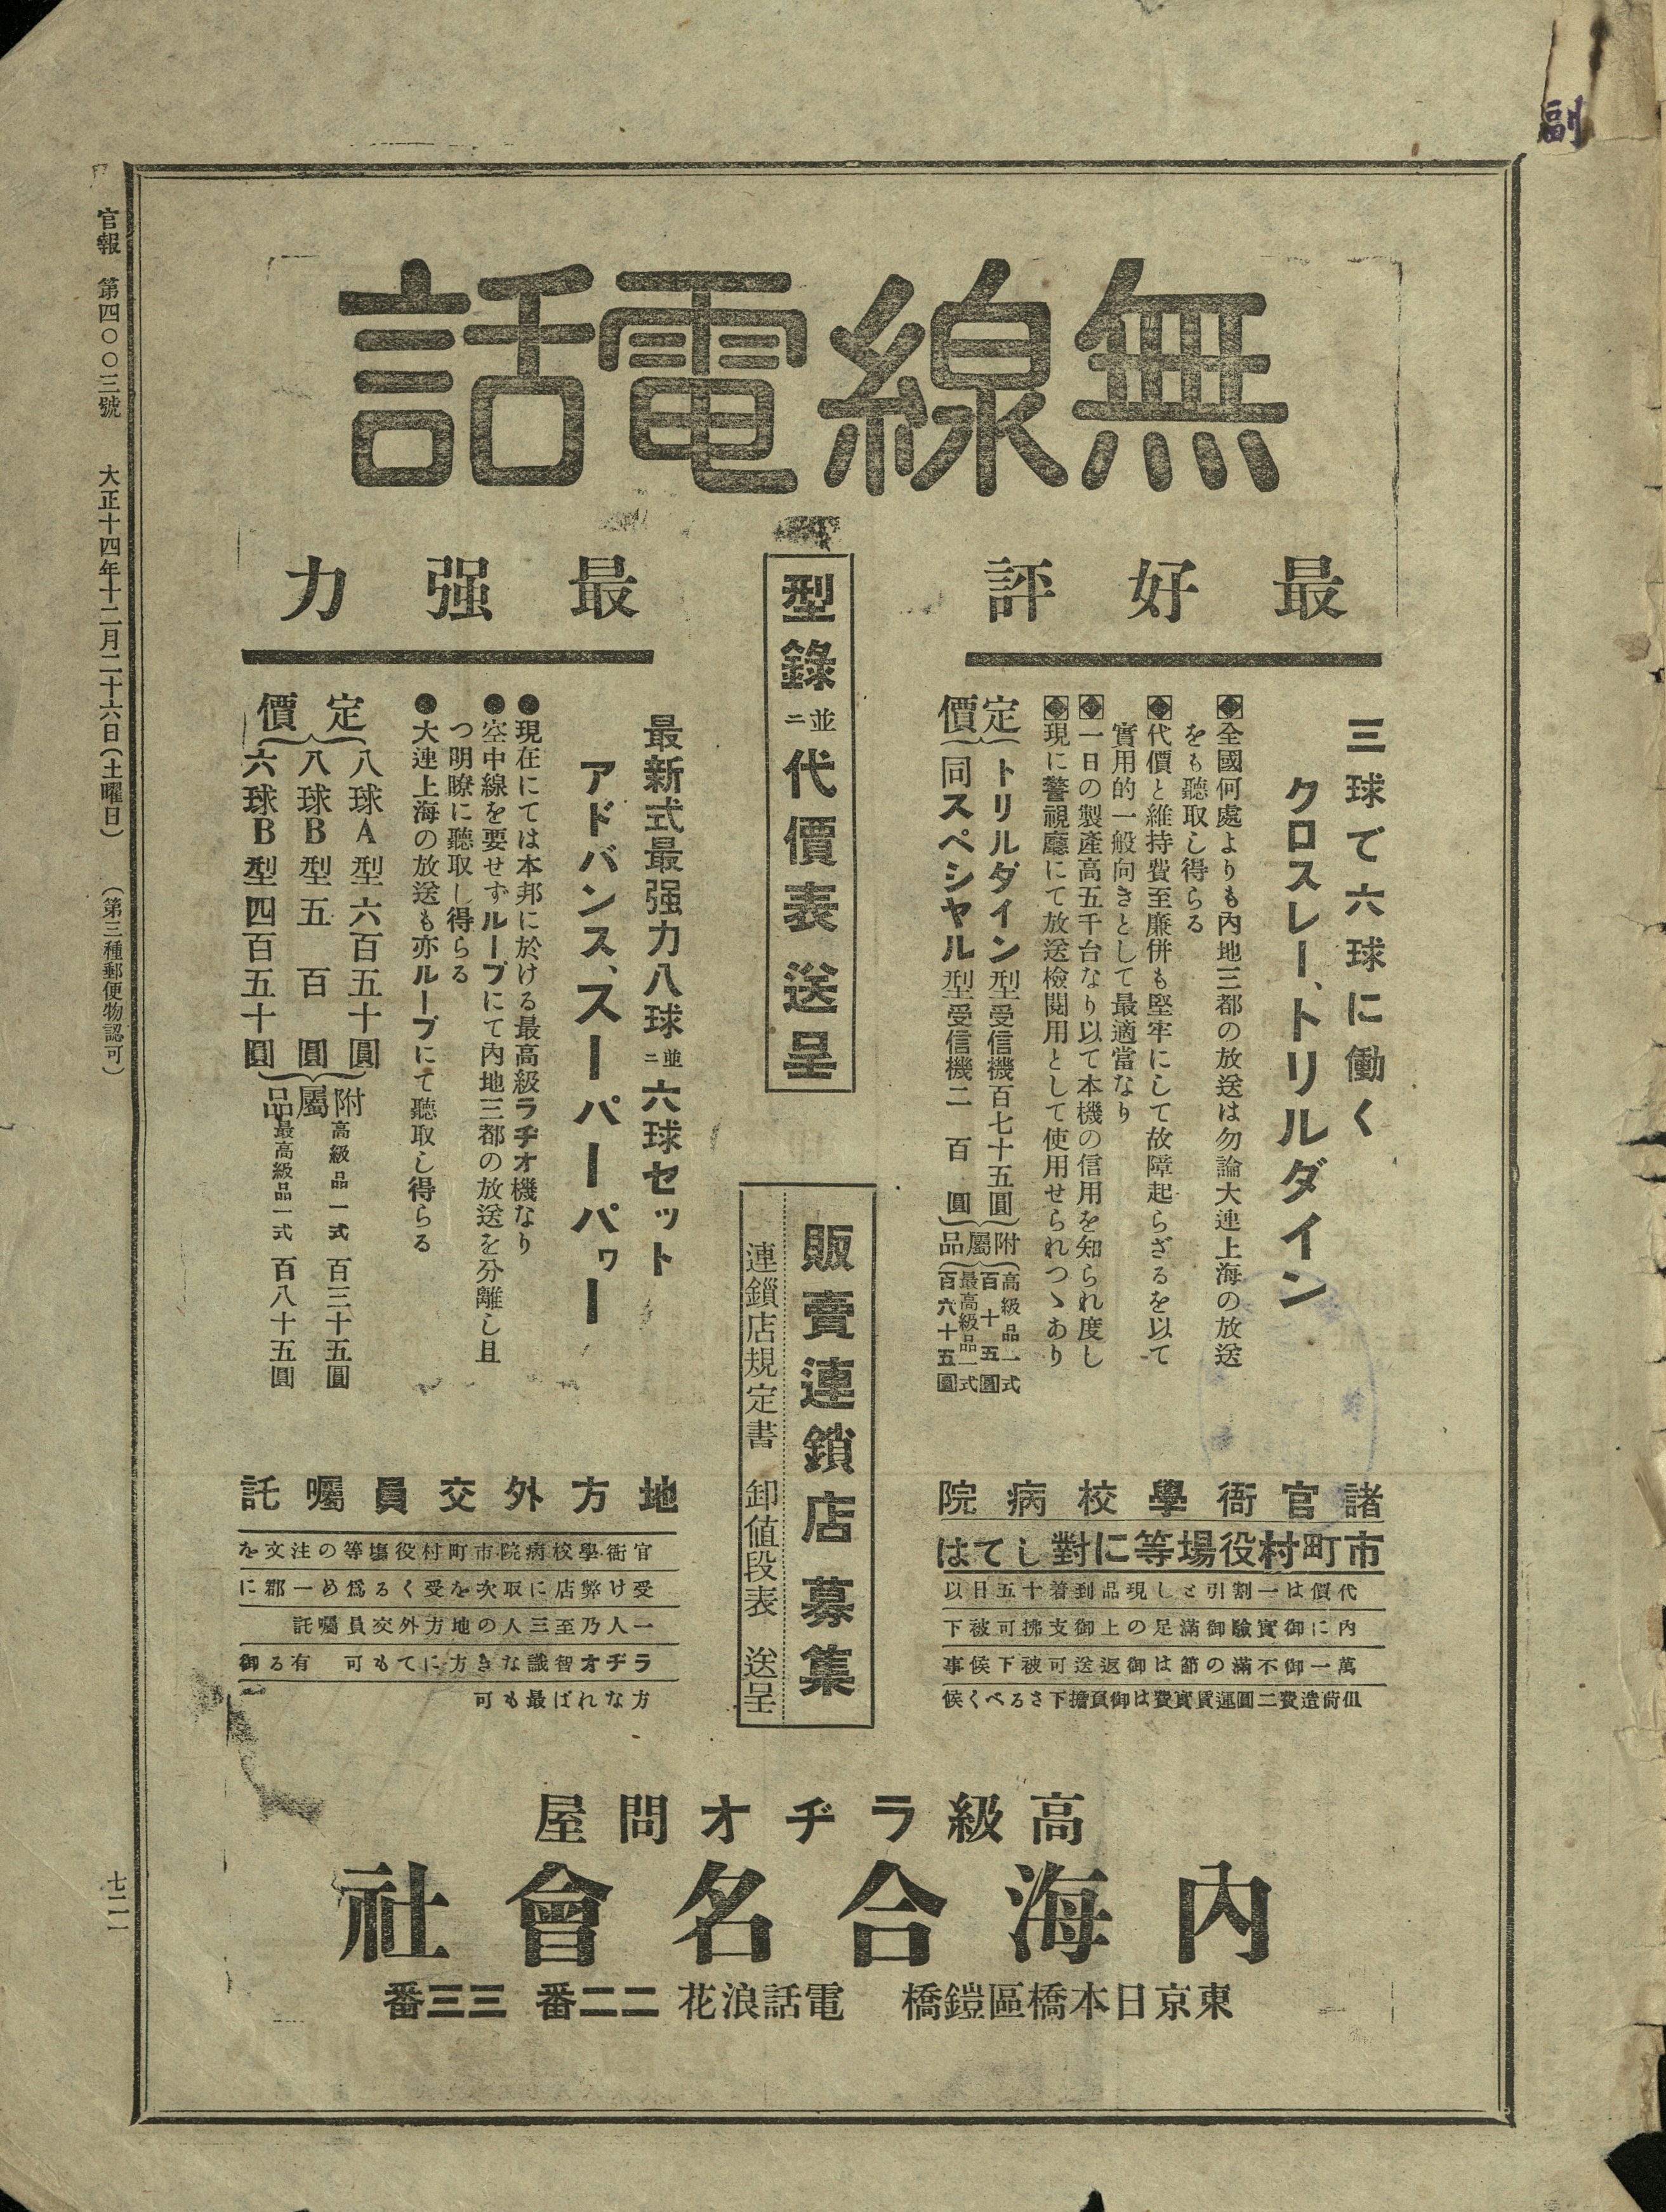 副
無線電話
最好評
三球で六球に働く
クロスレー、トリルダイン
全國何處よりも內地三都の放送は勿論大連上海の放送
をも聽取し得らる
代價と維持費至廉併も堅牢にして故障起らざるを以て
實用的一般向きとして最適當なり
一日の製產高五千台なり以て本機の信用を知られ度し
現に警視廳にて放送檢閱用として使用せられつゝあり
定價
トリルダイン型受信機百七十五圓
同スペシヤル型受信機二百圓
附屬品
高級品一式百十五圓
最高級品一式百六十五圓
型錄並ニ代價表送呈
最强力
最新式最强力八球並ニ六球セット
アドバンス、スーパーパワー
●現在にては本邦に於ける最高級ラヂオ機なり
●空中線を要せずループにて內地三都の放送を分離し且
つ明瞭に聽取し得らる
●大連上海の放送も亦ループにて聽取し得らる
定價
八球A型六百五十圓
八球B型五百圓
六球B型四百五十圓
附屬品
高級品一式 百三十五圓
最高級品一式 百八十五圓
諸官衙學校病院
市町村役場等に對しては
代價は一割引とし現品到着十五日以
內に御實驗御滿足の上御支拂可被下
萬一御不滿の節は御返送可被下候事
但荷造費二圓運賃實費は御負擔下さるべく候
販賣連鎖店募集
連鎖店規定書 卸値段表 送呈
地方外交員囑託
官衙學校病院市町村役塲等の注文を
受け弊店に取次を受くる爲め一郡に
一人乃至三人の地方外交員囑託
ラヂオ智識なき方にても可 有る御
方なれば最も可
高級ラヂオ問屋
內海合名會社
東京日本橋區鎧橋 電話浪花二二番 三三番
官報 第四〇〇三號 大正十四年十二月二十六日(土曜日) (第三種郵便物認可)
七二一